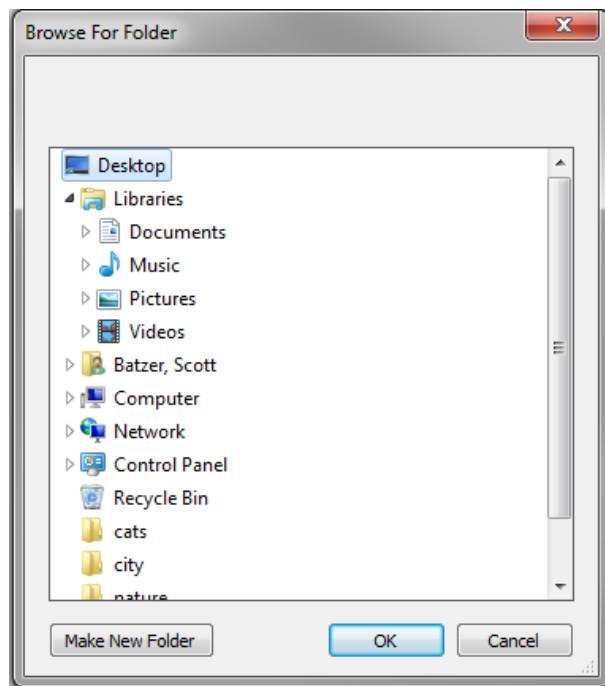 Browse For Folder
Desktop
Libraries
Documents
Music
Pictures
Videos
Batzer, Scott
Computer
Network
Control Panel
Recycle Bin
cats
city
nature
Make New Folder
OK
Cancel